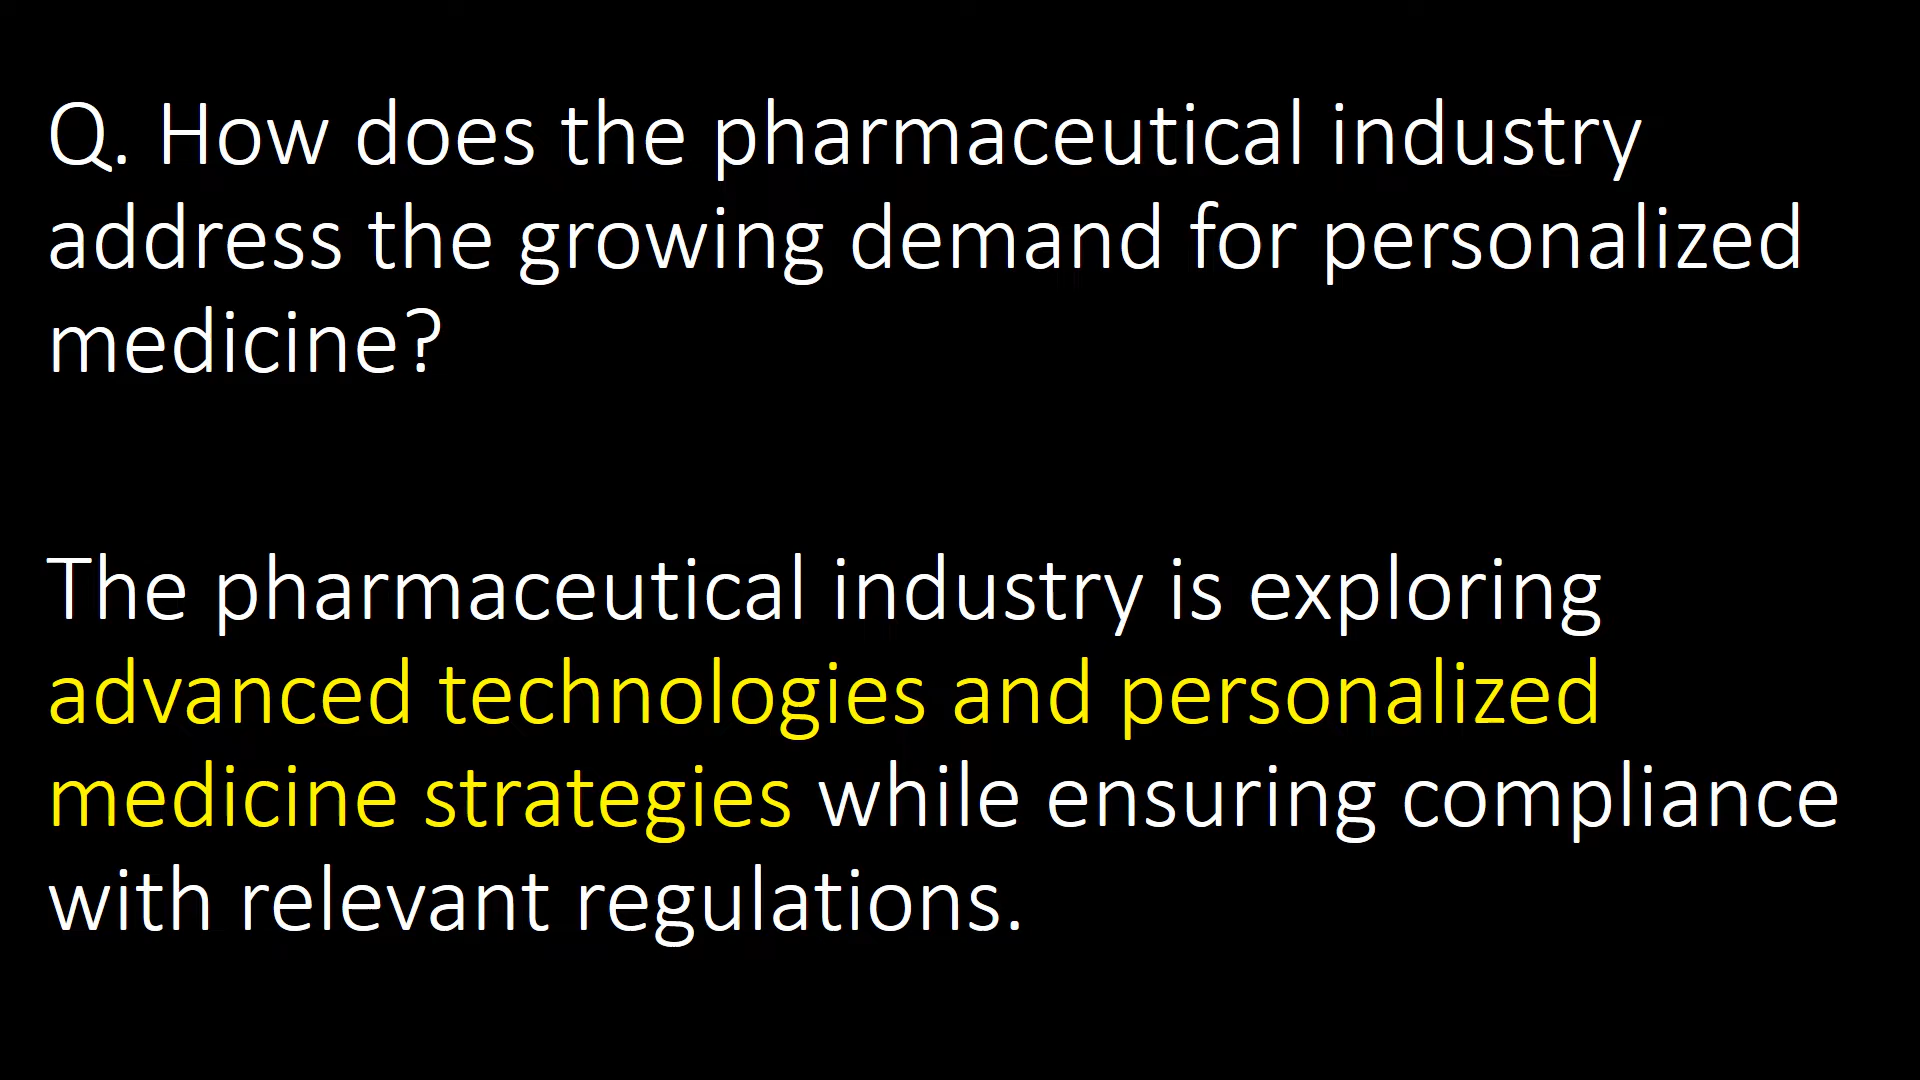 Q. How does the pharmaceutical industry
address the growing demand for personalized
medicine?
The pharmaceutical industry is exploring
advanced technologies and personalized
medicine strategies while ensuring compliance
with relevant regulations.